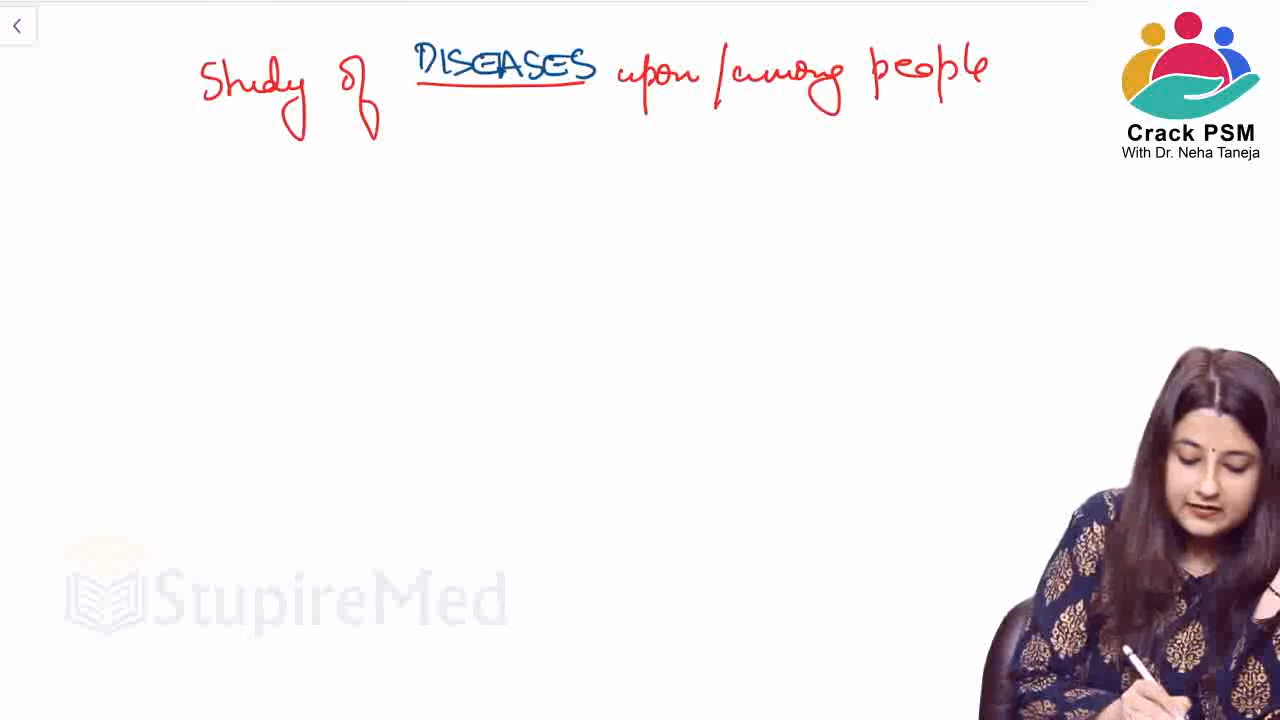 Study of DISEASES upon / among people
Crack PSM
With Dr. Neha Taneja
StupireMed